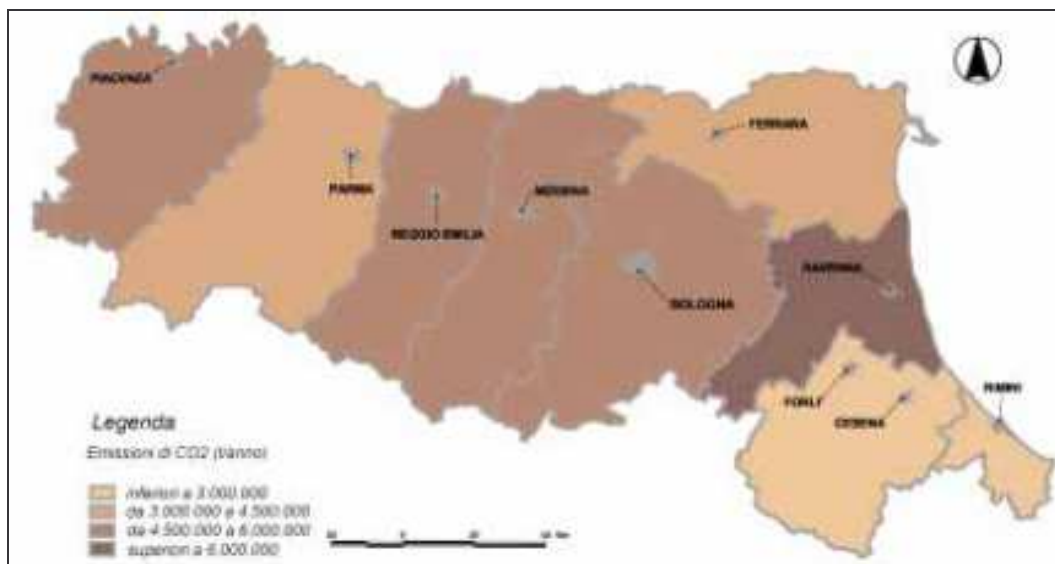 PIACENZA
PARMA
REGGIO EMILIA
MODENA
BOLOGNA
FERRARA
RAVENNA
FORLI'
CESENA
RIMINI
Legenda
Emissioni di CO2 (t/anno)
inferiori a 3.000.000
da 3.000.000 a 4.500.000
da 4.500.000 a 6.000.000
superiori a 6.000.000